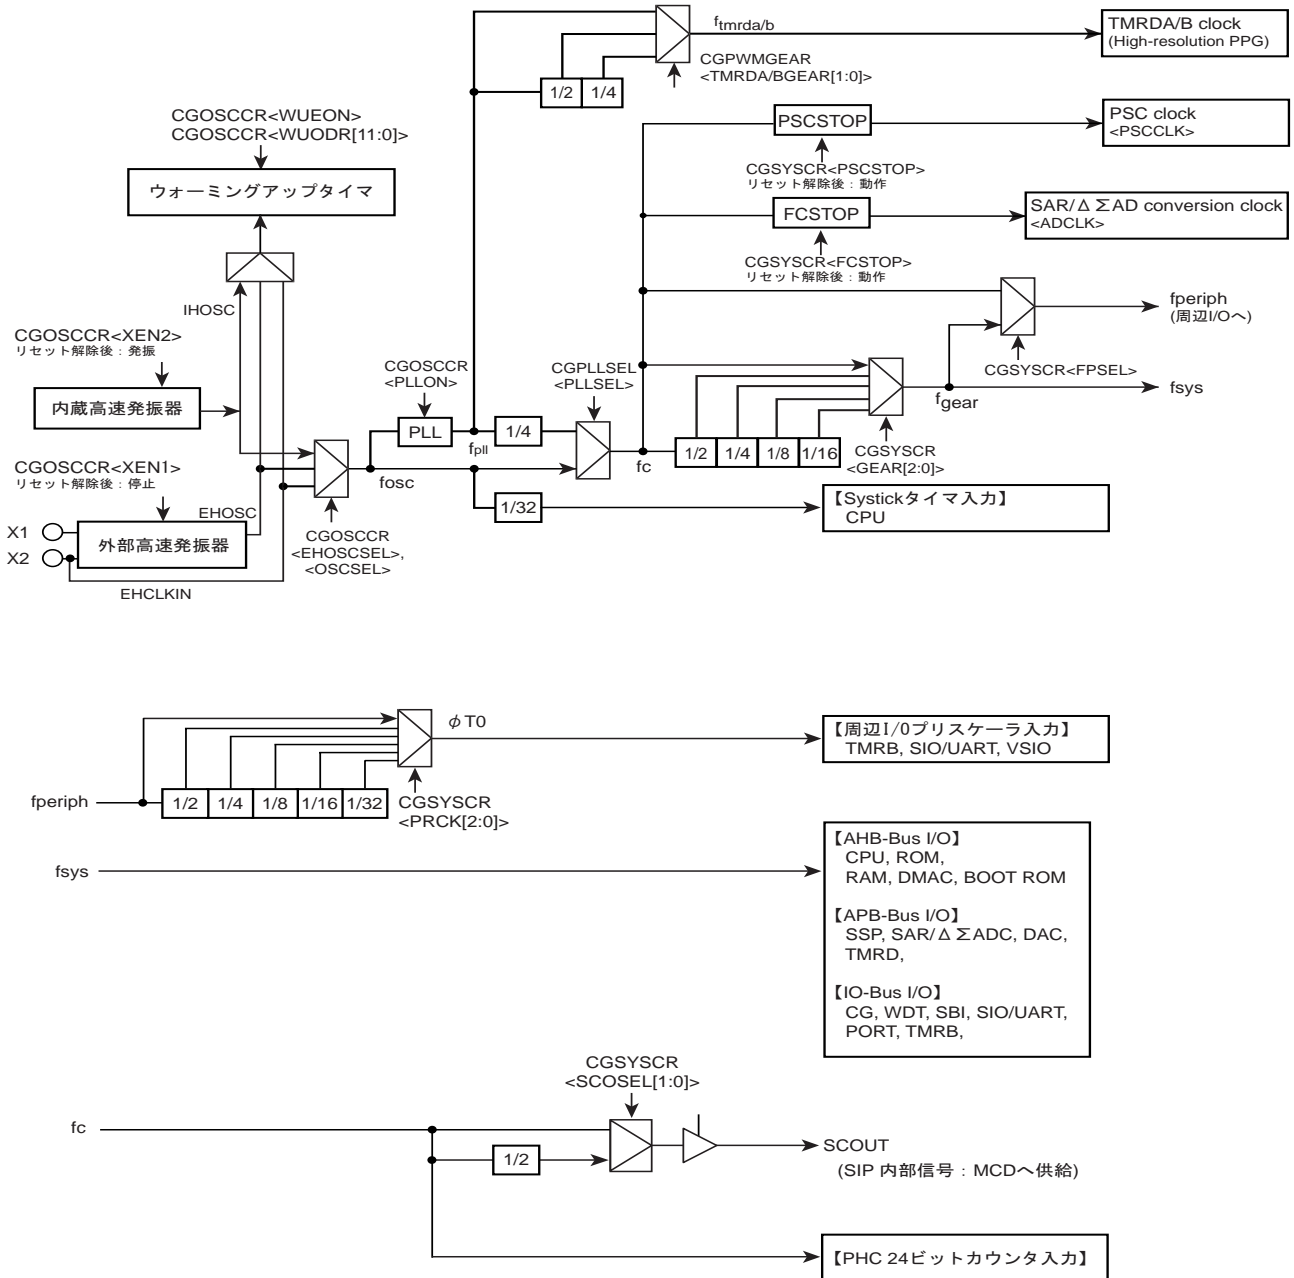 f tmrda/b
TMRDA/B clock
(High-resolution PPG)
CGPWMGEAR
<TMRDA/BGEAR[1:0]>
1/2
1/4
CGOSCCR<WUEON>
CGOSCCR<WUODR[11:0]>
ウォーミングアップタイマ
PSCSTOP
PSC clock
<PSCCLK>
CGSYSCR<PSCSTOP>
リセット解除後:動作
FCSTOP
SAR/Δ ΣAD conversion clock
<ADCLK>
CGSYSCR<FCSTOP>
リセット解除後:動作
IHOSC
fperiph
(周辺I/Oへ)
CGOSCCR<XEN2>
リセット解除後:発振
内蔵高速発振器
CGOSCCR
<PLLON>
CGPLLSEL
<PLLSEL>
CGSYSCR<FPSEL>
fsys
fgear
PLL
fpll
1/4
fosc
fc
1/2
1/4
1/8
1/16
CGSYSCR
<GEAR[2:0]>
CGOSCCR<XEN1>
リセット解除後:停止
EHOSC
X1
X2
外部高速発振器
EHCLKIN
CGOSCCR
<EHOSCSEL>,
<OSCSEL>
1/32
【Systickタイマ入力】
CPU
φT0
【周辺I/Oプリスケーラ入力】
TMRB, SIO/UART, VSIO
fperiph
1/2
1/4
1/8
1/16
1/32
CGSYSCR
<PRCK[2:0]>
fsys
【AHB-Bus I/O】
CPU, ROM,
RAM, DMAC, BOOT ROM
【APB-Bus I/O】
SSP, SAR/Δ ΣADC, DAC,
TMRD,
【IO-Bus I/O】
CG, WDT, SBI, SIO/UART,
PORT, TMRB,
CGSYSCR
<SCOSEL[1:0]>
fc
1/2
SCOUT
(SIP 内部信号:MCDへ供給)
【PHC 24ビットカウンタ入力】